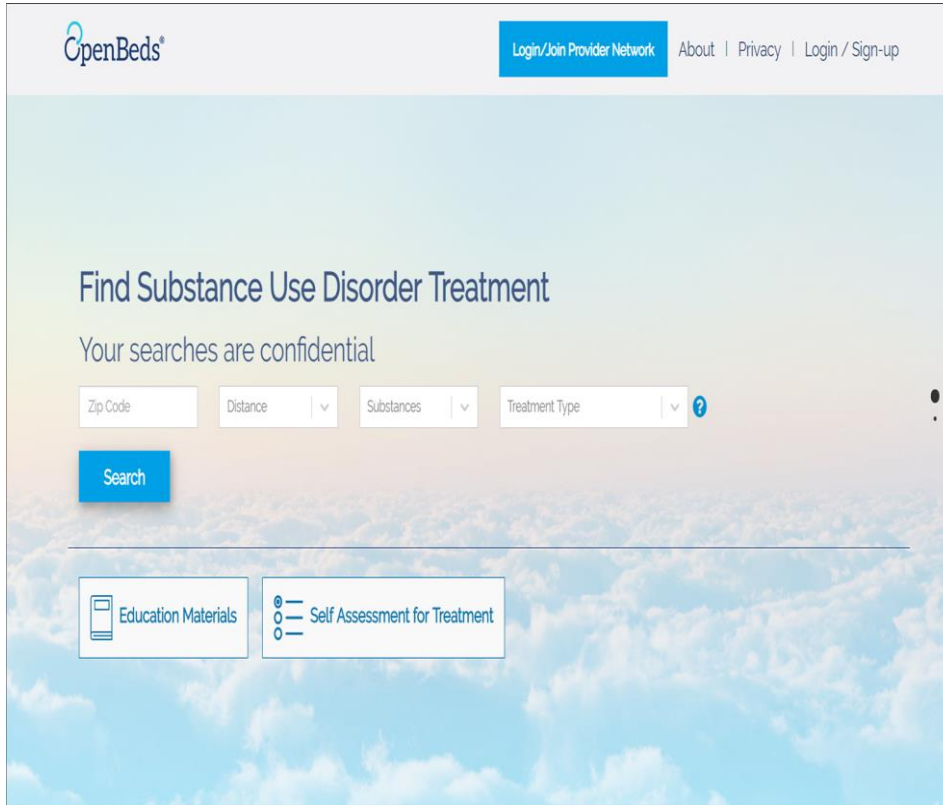 OpenBeds®
Login/Join Provider Network
About | Privacy | Login / Sign-up
Find Substance Use Disorder Treatment
Your searches are confidential
Zip Code
Distance
Substances
Treatment Type
?
Search
Education Materials
Self Assessment for Treatment